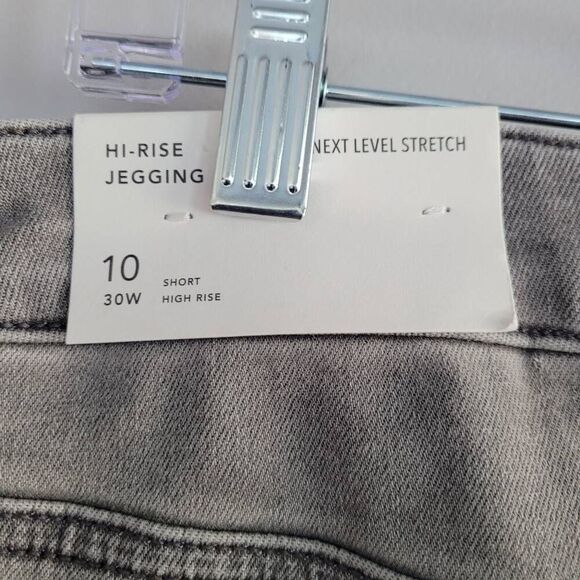 HI-RISE
JEGGING
NEXT LEVEL STRETCH
10
30W
SHORT
HIGH RISE